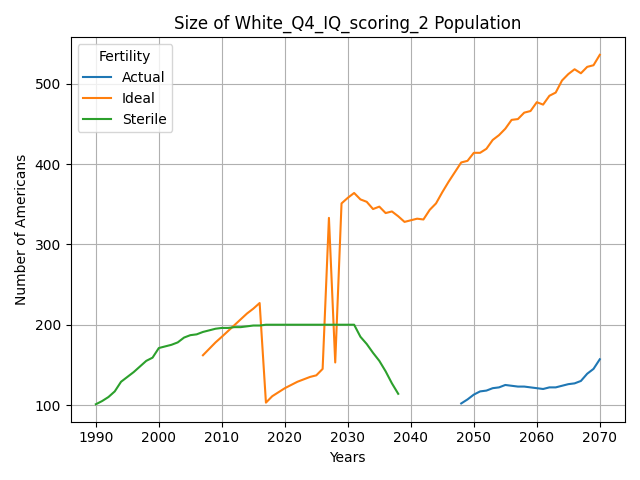 Size of White_Q4_IQ_scoring_2 Population
Fertility
Actual
Ideal
Sterile
Number of Americans
500
400
300
200
100
1990 2000 2010 2020 2030 2040 2050 2060 2070
Years